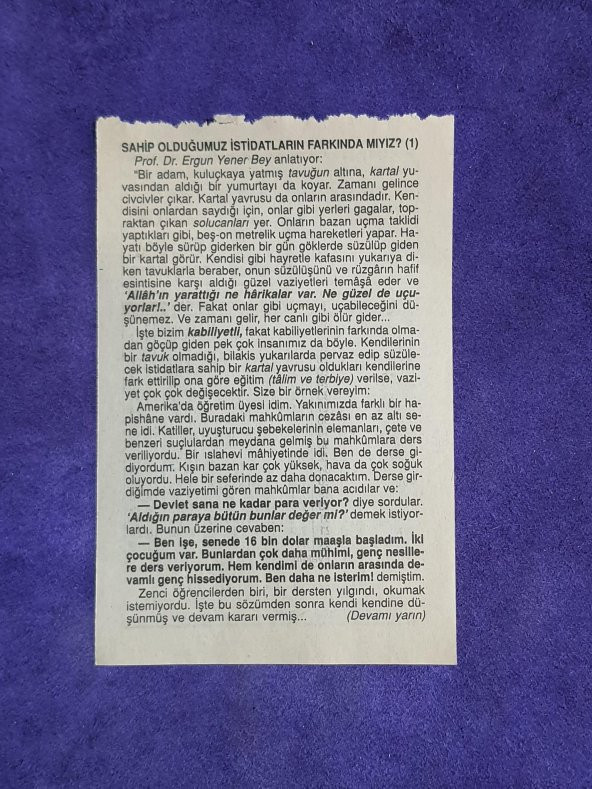 SAHİP OLDUĞUMUZ İSTİDATLARIN FARKINDA MIYIZ? (1)
Prof. Dr. Ergun Yener Bey anlatıyor:
"Bir adam, kuluçkaya yatmış tavuğun altına, kartal yu-
vasından aldığı bir yumurtayı da koyar. Zamanı gelince
civcivler çıkar. Kartal yavrusu da onların arasındadır. Ken-
disini onlardan saydığı için, onlar gibi yerleri gagalar, top-
raktan çıkan solucanları yer. Onların bazan uçma taklidi
yaptıkları gibi, beş-on metrelik uçma hareketleri yapar. Ha-
yatı böyle sürüp giderken bir gün göklerde süzülüp giden
bir kartal görür. Kendisi gibi hayretle kafasını yukarıya di-
ken tavuklarla beraber, onun süzülüşünü ve rüzgârın hafif
esintisine karşı aldığı güzel vaziyetleri temâşâ eder ve
'Allâh'ın yarattığı ne hârikalar var. Ne güzel de uçu-
yorlar!..' der. Fakat onlar gibi uçmayı, uçabileceğini dü-
şünemez. Ve zamanı gelir, her canlı gibi ölür gider...
İşte bizim kabiliyetli, fakat kabiliyetlerinin farkında olma-
dan göçüp giden pek çok insanımız da böyle. Kendilerinin
bir tavuk olmadığı, bilakis yukarılarda pervaz edip süzüle-
cek istidatlara sahip bir kartal yavrusu oldukları kendilerine
fark ettirilip ona göre eğitim (tâlim ve terbiye) verilse, vazi-
yet çok çok değişecektir. Size bir örnek vereyim:
Amerika'da öğretim üyesi idim. Yakınımızda farklı bir ha-
pishâne vardı. Buradaki mahkûmların cezâsı en az altı se-
ne idi. Katiller, uyuşturucu şebekelerinin elemanları, çete ve
benzeri suçlulardan meydana gelmiş bu mahkûmlara ders
veriliyordu. Bir ıslahevi mâhiyetinde idi. Ben de derse gi-
diyordum. Kışın bazan kar çok yüksek, hava da çok soğuk
oluyordu. Hele bir seferinde az daha donacaktım. Derse gir-
diğimde vaziyetimi gören mahkûmlar bana acıdılar ve:
— Devlet sana ne kadar para veriyor? diye sordular.
'Aldığın paraya bütün bunlar değer mi?' demek istiyor-
lardı. Bunun üzerine cevaben:
— Ben işe, senede 16 bin dolar maaşla başladım. İki
çocuğum var. Bunlardan çok daha mühimi, genç nesille-
re ders veriyorum. Hem kendimi de onların arasında de-
vamlı genç hissediyorum. Ben daha ne isterim! demiştim.
Zenci öğrencilerden biri, bir dersten yılgındı, okumak
istemiyordu. İşte bu sözümden sonra kendi kendine dü-
şünmüş ve devam kararı vermiş... (Devamı yarın)